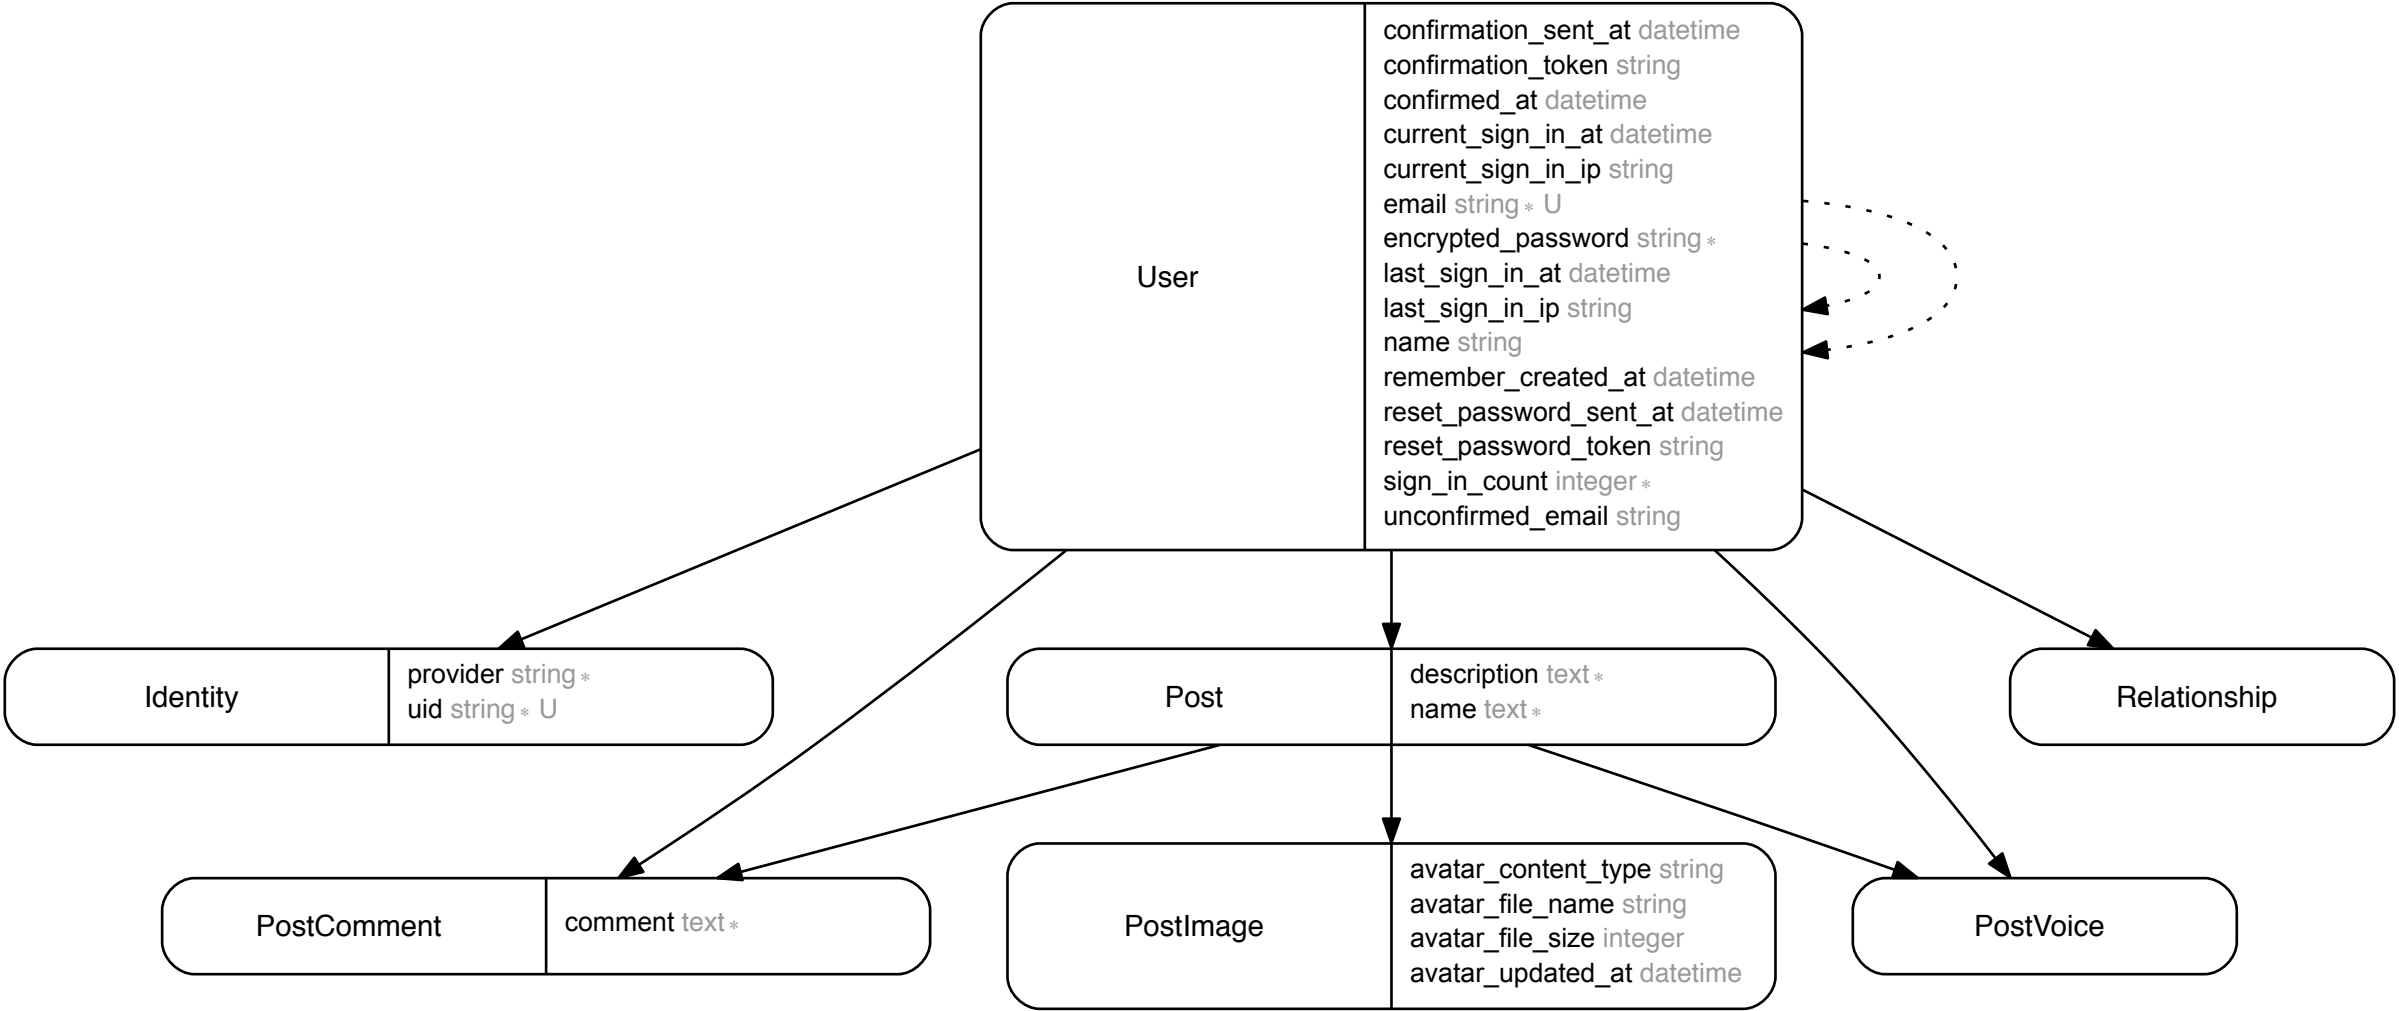 User
confirmation_sent_at datetime
confirmation_token string
confirmed_at datetime
current_sign_in_at datetime
current_sign_in_ip string
email string∗ U
encrypted_password string∗
last_sign_in_at datetime
last_sign_in_ip string
name string
remember_created_at datetime
reset_password_sent_at datetime
reset_password_token string
sign_in_count integer∗
unconfirmed_email string
Identity
provider string∗
uid string∗ U
Post
description text∗
name text∗
Relationship
PostComment
comment text∗
PostImage
avatar_content_type string
avatar_file_name string
avatar_file_size integer
avatar_updated_at datetime
PostVoice